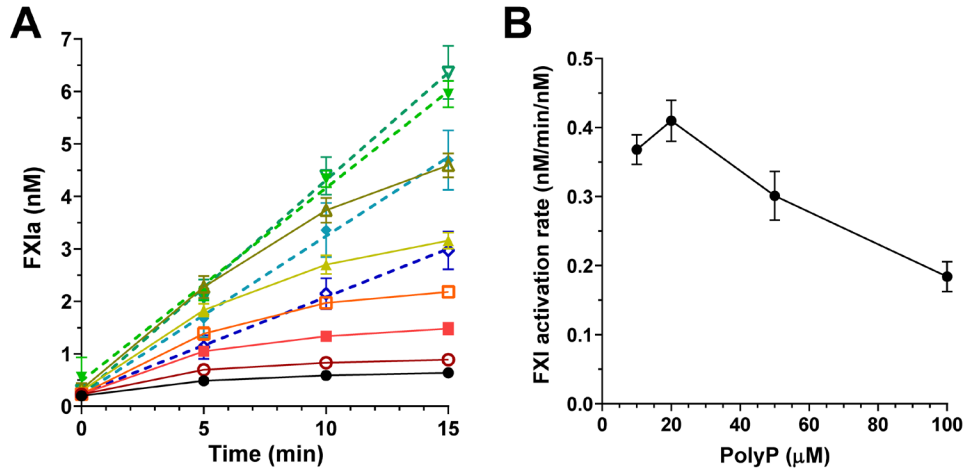 A
FXIa (nM)
7
6
5
4
3
2
1
0
0 5 10 15
Time (min)
B
FXI activation rate (nM/min/nM)
0.5
0.4
0.3
0.2
0.1
0.0
0 20 40 60 80 100
PolyP (μM)